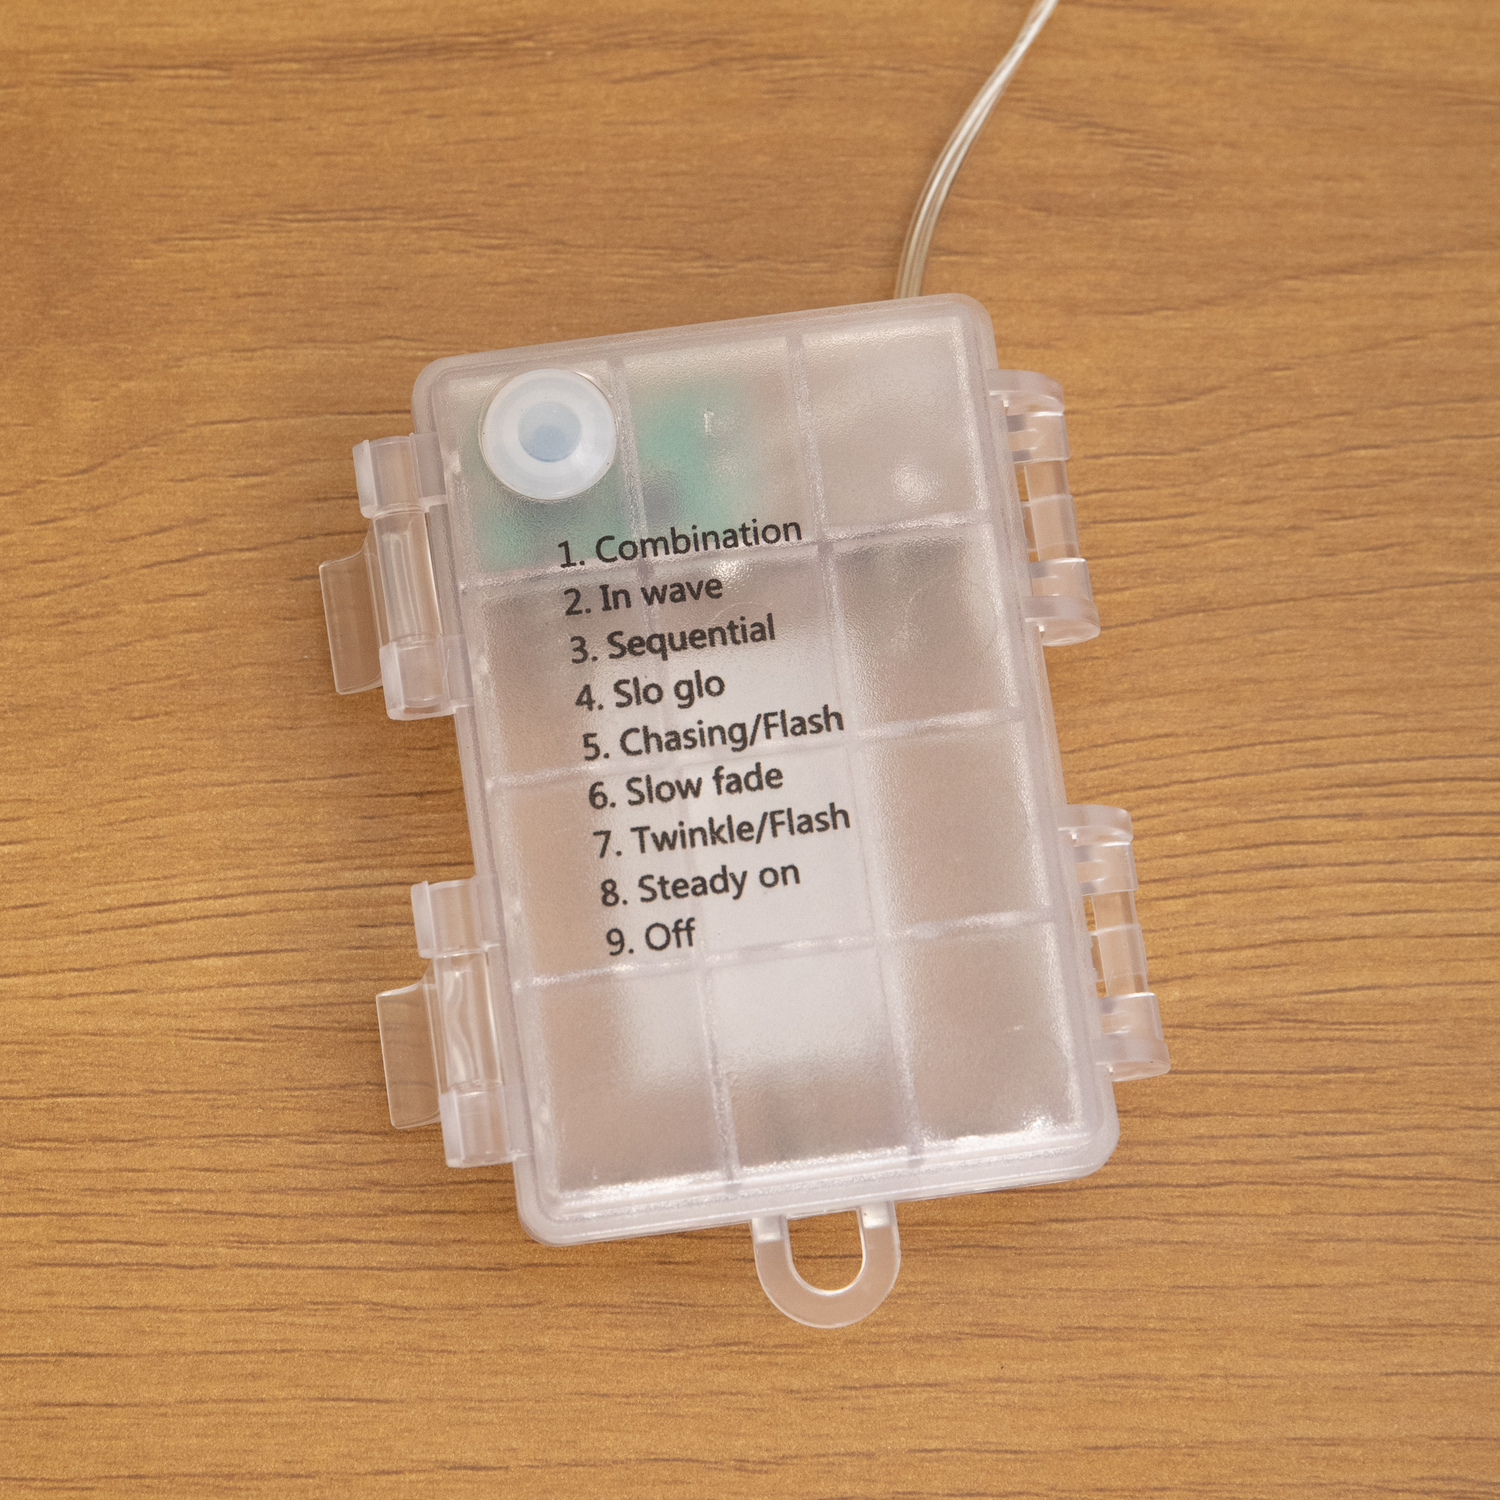 1. Combination
2. In wave
3. Sequential
4. Slo glo
5. Chasing/Flash
6. Slow fade
7. Twinkle/Flash
8. Steady on
9. Off